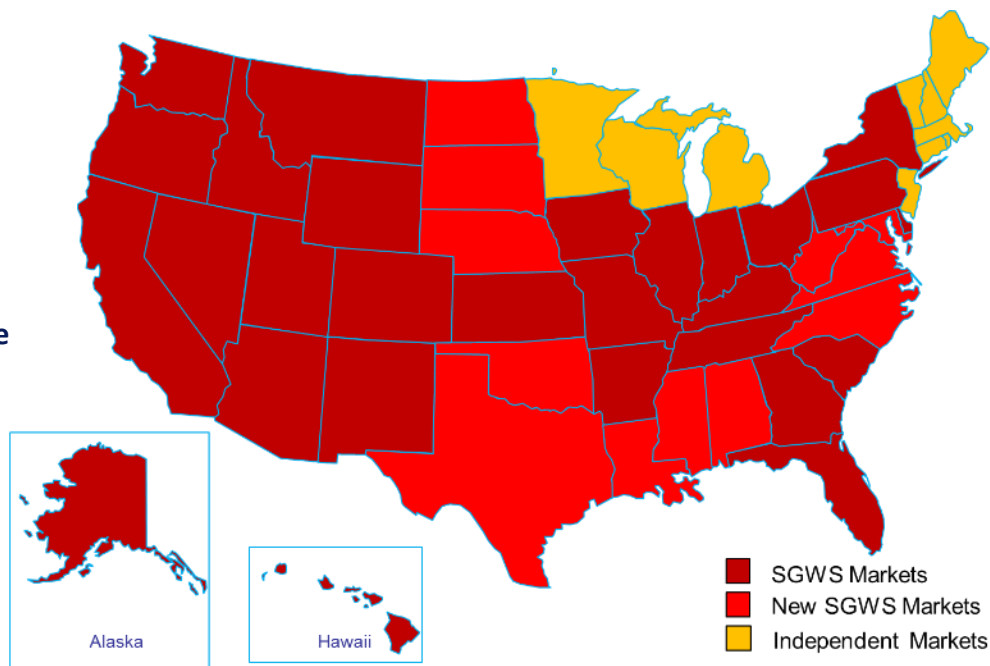 e
Alaska
Hawaii
SGWS Markets
New SGWS Markets
Independent Markets